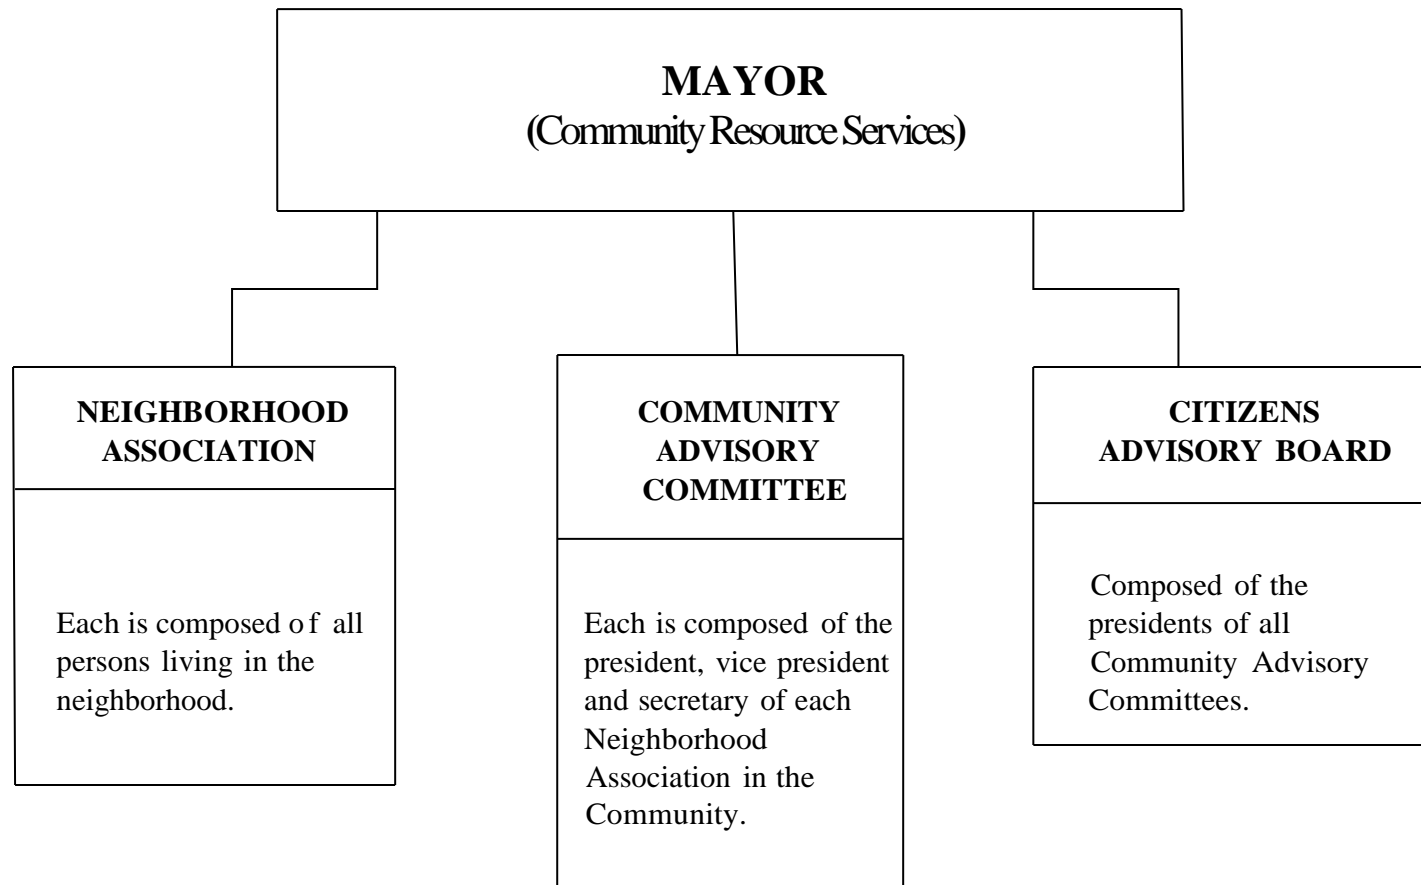 MAYOR
(Community Resource Services)
NEIGHBORHOOD
ASSOCIATION
Each is composed of all
persons living in the
neighborhood.
COMMUNITY
ADVISORY
COMMITTEE
Each is composed of the
president, vice president
and secretary of each
Neighborhood
Association in the
Community.
CITIZENS
ADVISORY BOARD
Composed of the
presidents of all
Community Advisory
Committees.